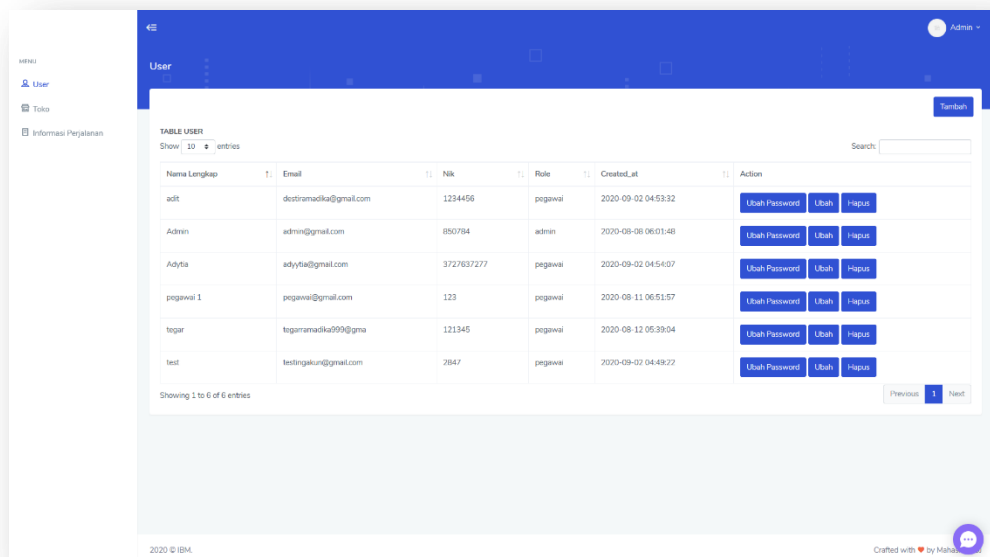 Admin
MENU
User
Toko
Informasi Perjalanan
User
Tambah
TABLE USER
Show 10 entries
Search:
Nama Lengkap Email Nik Role Created_at Action
adit destiramadika@gmail.com 1234456 pegawai 2020-09-02 04:53:32 Ubah Password Ubah Hapus
Admin admin@gmail.com 850784 admin 2020-08-08 06:01:48 Ubah Password Ubah Hapus
Adytia adyytia@gmail.com 3727637277 pegawai 2020-09-02 04:54:07 Ubah Password Ubah Hapus
pegawai 1 pegawai@gmail.com 123 pegawai 2020-08-11 06:51:57 Ubah Password Ubah Hapus
tegar tegarramadika999@gma 121345 pegawai 2020-08-12 05:39:04 Ubah Password Ubah Hapus
test testingakun@gmail.com 2847 pegawai 2020-09-02 04:49:22 Ubah Password Ubah Hapus
Showing 1 to 6 of 6 entries
Previous 1 Next
2020 © IBM.
Crafted with ❤ by